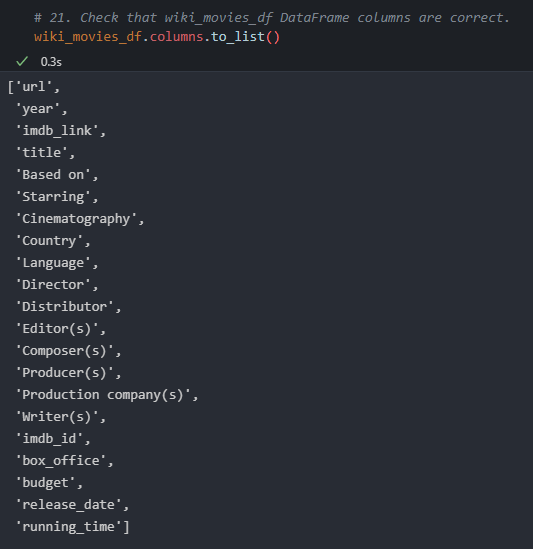 # 21. Check that wiki_movies_df DataFrame columns are correct.
wiki_movies_df.columns.to_list()
0.3s
['url',
'year',
'imdb_link',
'title',
'Based on',
'Starring',
'Cinematography',
'Country',
'Language',
'Director',
'Distributor',
'Editor(s)',
'Composer(s)',
'Producer(s)',
'Production company(s)',
'Writer(s)',
'imdb_id',
'box_office',
'budget',
'release_date',
'running_time']